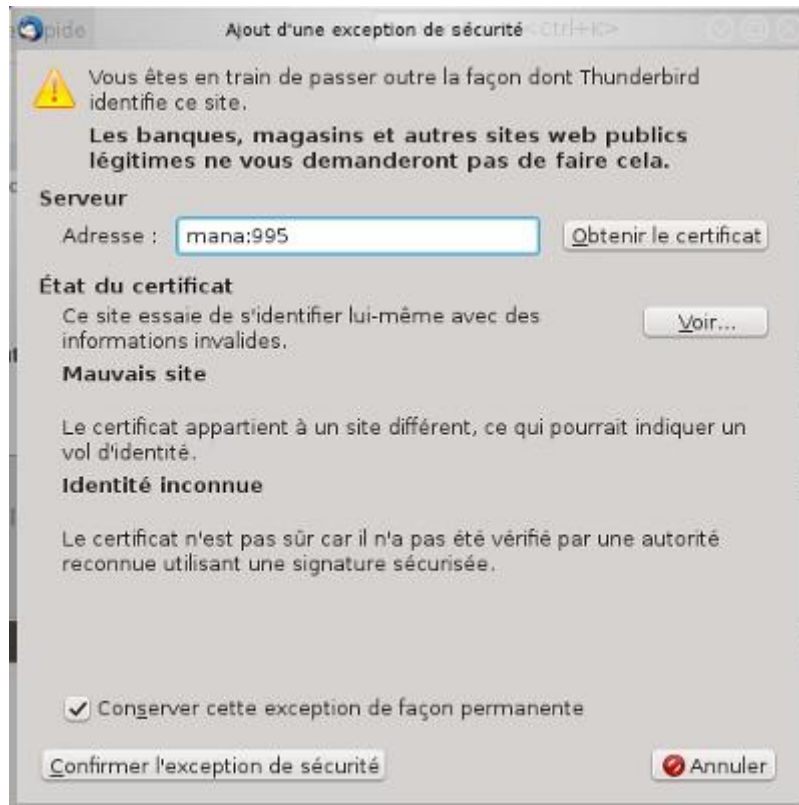 pide
Ajout d'une exception de sécurité
<Ctrl+K>
Vous êtes en train de passer outre la façon dont Thunderbird
identifie ce site.
Les banques, magasins et autres sites web publics
légitimes ne vous demanderont pas de faire cela.
Serveur
Adresse :
mana:995
Obtenir le certificat
État du certificat
Ce site essaie de s'identifier lui-même avec des
informations invalides.
Voir...
Mauvais site
Le certificat appartient à un site différent, ce qui pourrait indiquer un
vol d'identité.
Identité inconnue
Le certificat n'est pas sûr car il n'a pas été vérifié par une autorité
reconnue utilisant une signature sécurisée.
Conserver cette exception de façon permanente
Confirmer l'exception de sécurité
Annuler